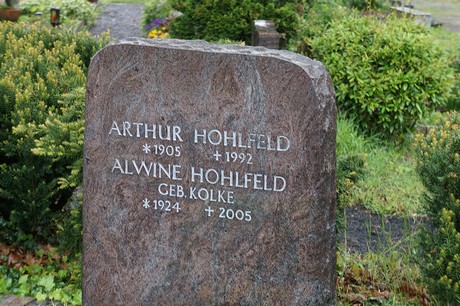 ARTHUR HOHLFELD
*1905 +1992
ALWINE HOHLFELD
GEB. KOLKE
*1924 +2005